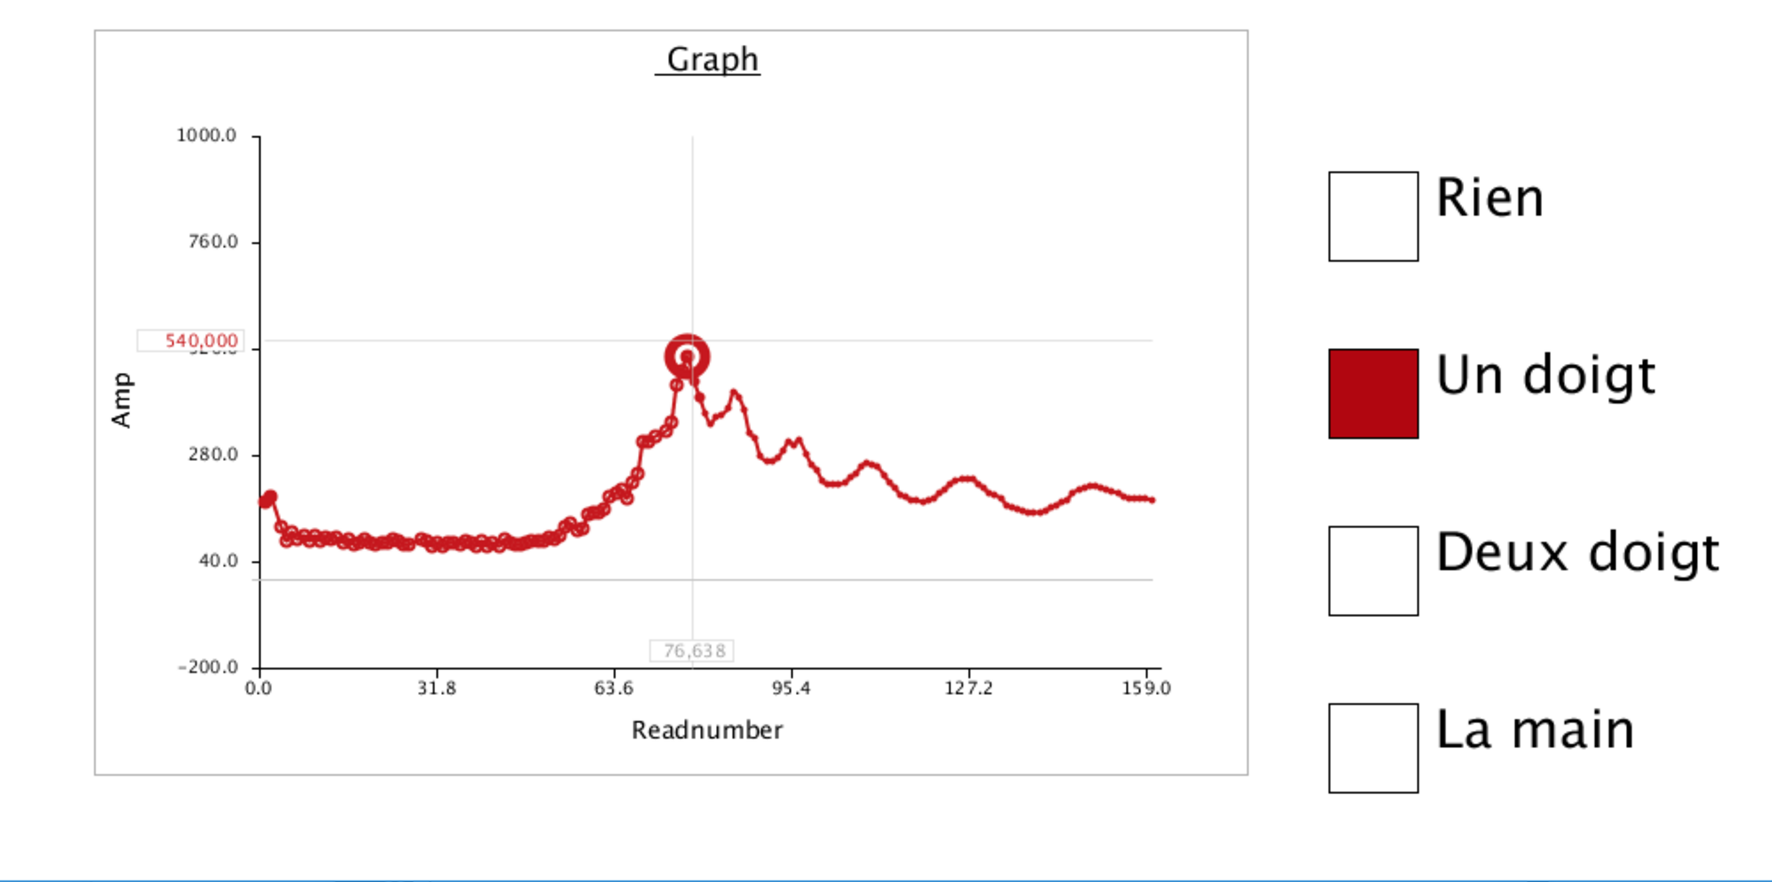 Graph
1000.0
760.0
540,000
280.0
40.0
-200.0
Amp
76,638
0.0 31.8 63.6 95.4 127.2 159.0
Readnumber
Rien
Un doigt
Deux doigt
La main